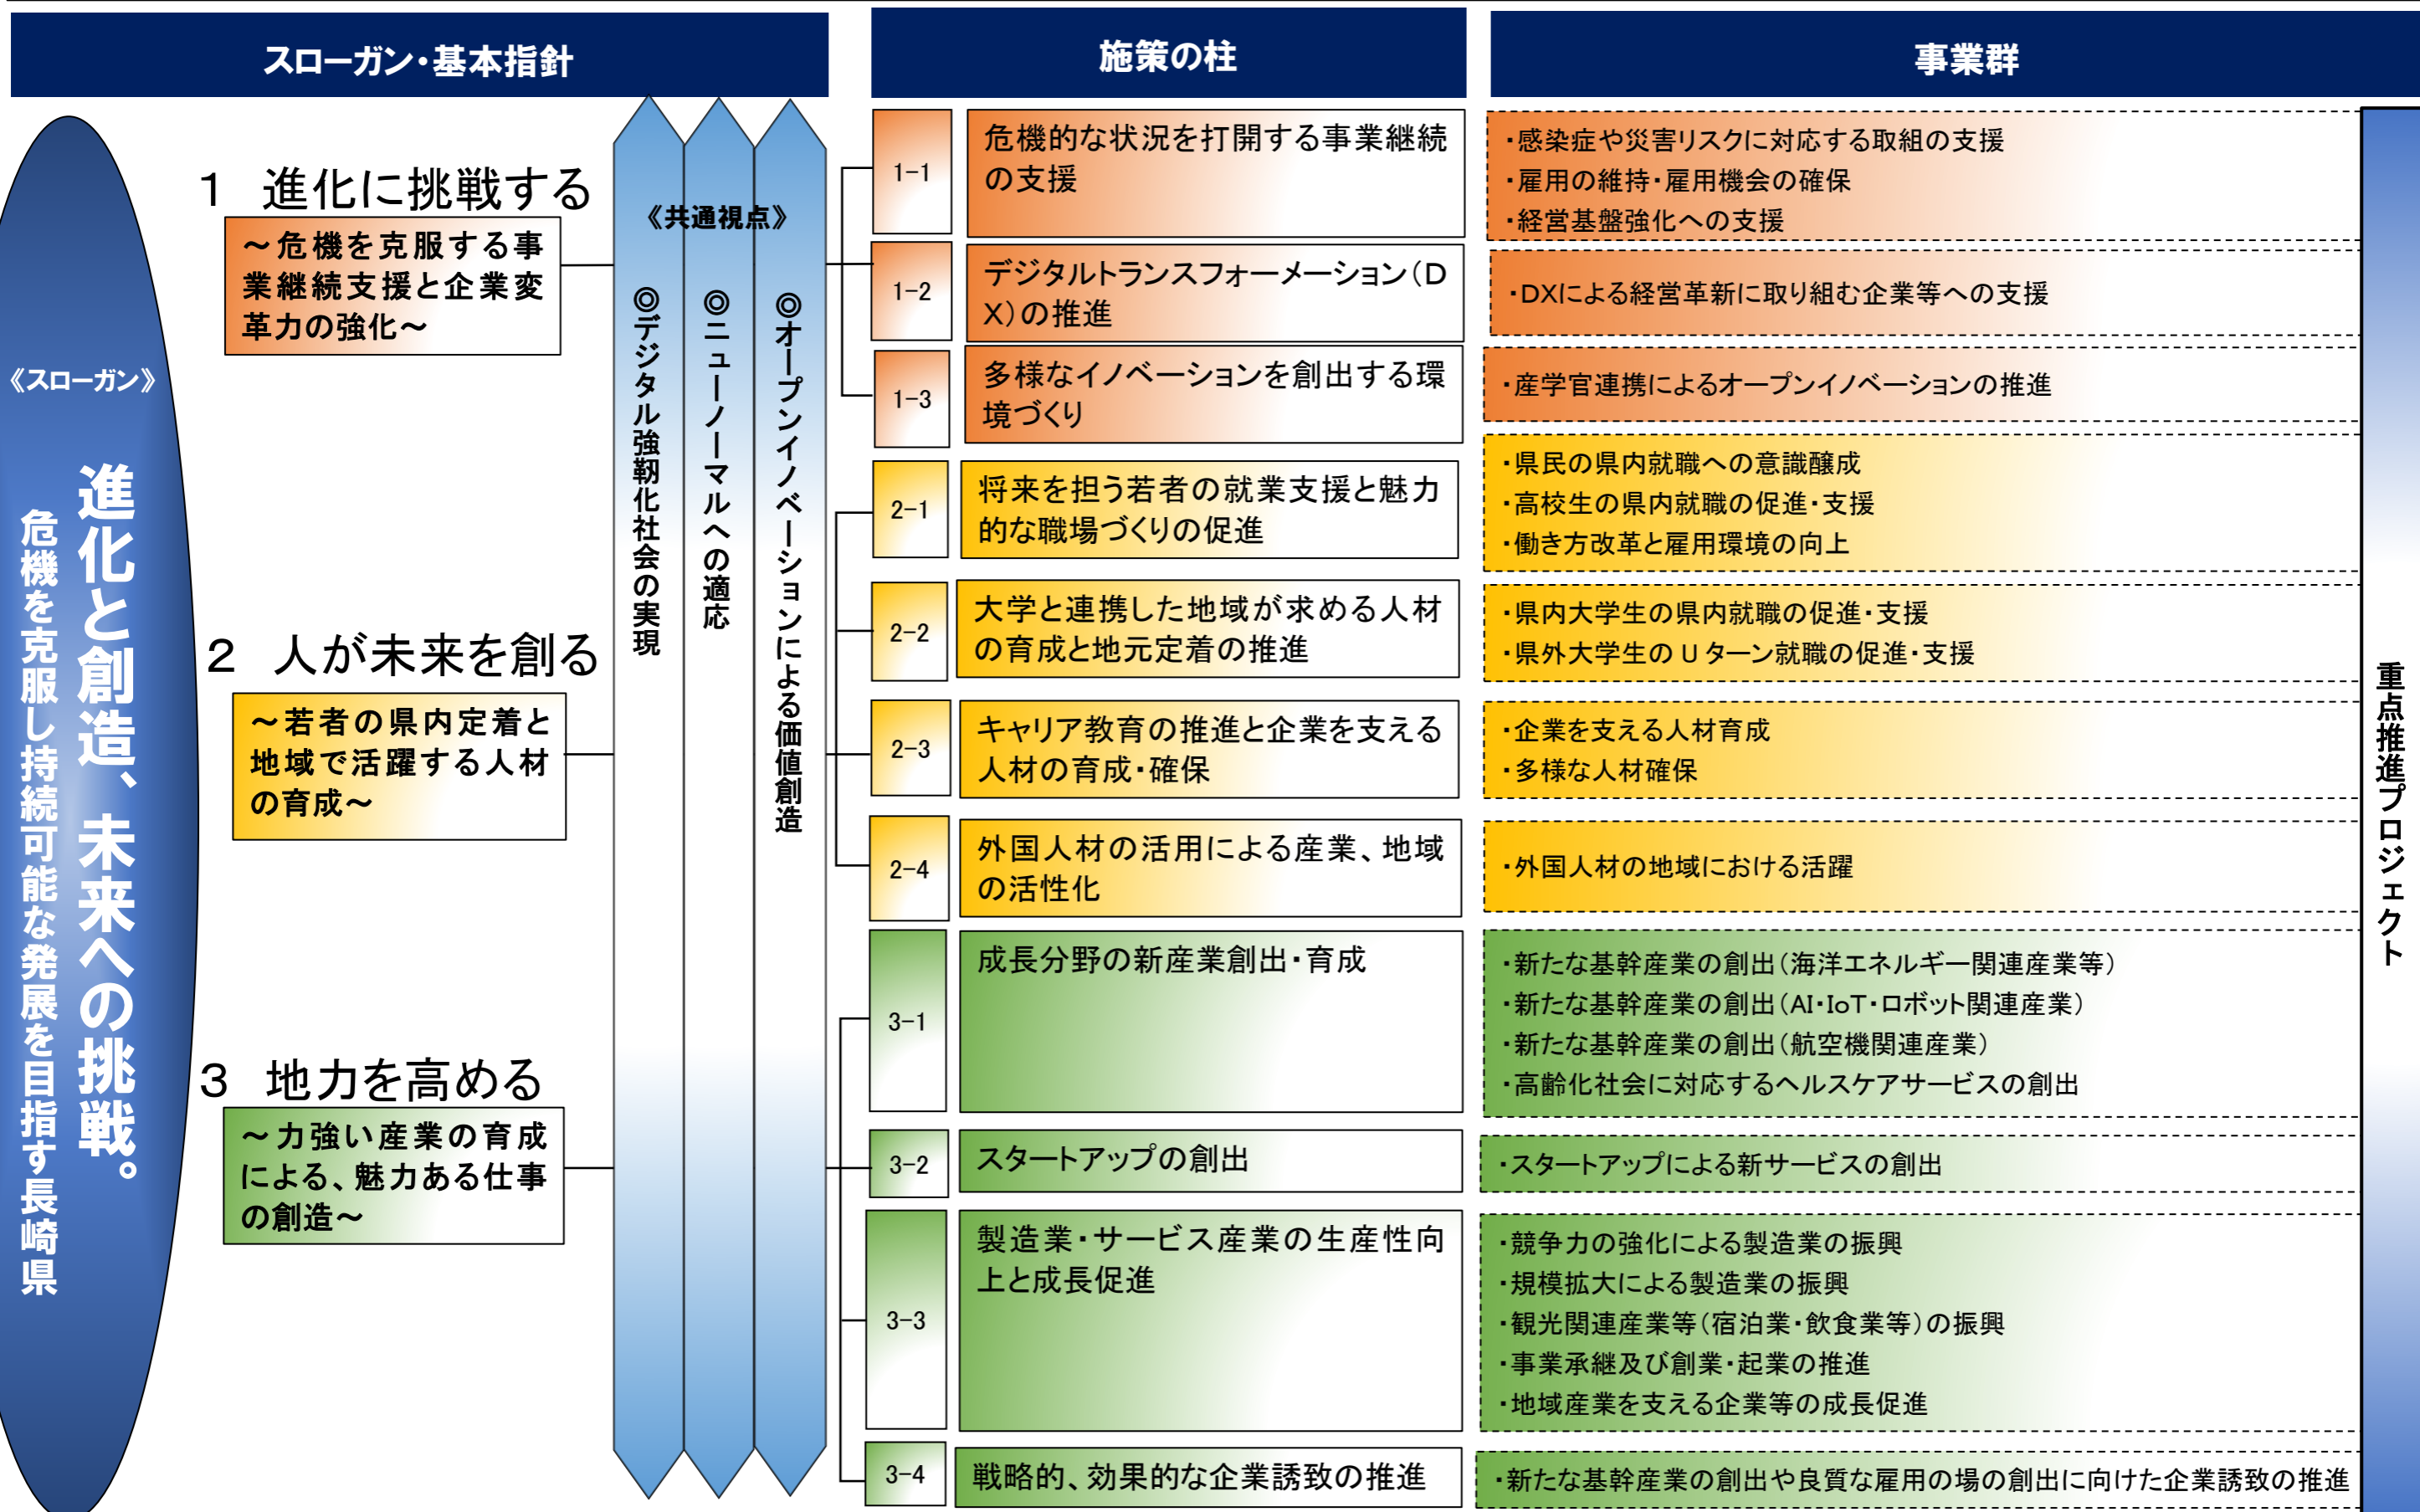 スローガン・基本指針
施策の柱
事業群
《スローガン》
進化と創造、未来への挑戦。
危機を克服し持続可能な発展を目指す長崎県
1 進化に挑戦する
～危機を克服する事
業継続支援と企業変
革力の強化～
2 人が未来を創る
～若者の県内定着と
地域で活躍する人材
の育成～
3 地力を高める
～力強い産業の育成
による、魅力ある仕事
の創造～
《共通視点》
◎デジタル強靭化社会の実現
◎ニューノーマルへの適応
◎オープンイノベーションによる価値創造
1-1
危機的な状況を打開する事業継続
の支援
・感染症や災害リスクに対応する取組の支援
・雇用の維持・雇用機会の確保
・経営基盤強化への支援
1-2
デジタルトランスフォーメーション（D
X）の推進
・DXによる経営革新に取り組む企業等への支援
1-3
多様なイノベーションを創出する環
境づくり
・産学官連携によるオープンイノベーションの推進
2-1
将来を担う若者の就業支援と魅力
的な職場づくりの促進
・県民の県内就職への意識醸成
・高校生の県内就職の促進・支援
・働き方改革と雇用環境の向上
2-2
大学と連携した地域が求める人材
の育成と地元定着の推進
・県内大学生の県内就職の促進・支援
・県外大学生のUターン就職の促進・支援
2-3
キャリア教育の推進と企業を支える
人材の育成・確保
・企業を支える人材育成
・多様な人材確保
2-4
外国人材の活用による産業、地域
の活性化
・外国人材の地域における活躍
3-1
成長分野の新産業創出・育成
・新たな基幹産業の創出（海洋エネルギー関連産業等）
・新たな基幹産業の創出（AI・IoT・ロボット関連産業）
・新たな基幹産業の創出（航空機関連産業）
・高齢化社会に対応するヘルスケアサービスの創出
3-2
スタートアップの創出
・スタートアップによる新サービスの創出
3-3
製造業・サービス産業の生産性向
上と成長促進
・競争力の強化による製造業の振興
・規模拡大による製造業の振興
・観光関連産業等（宿泊業・飲食業等）の振興
・事業承継及び創業・起業の推進
・地域産業を支える企業等の成長促進
3-4
戦略的、効果的な企業誘致の推進
・新たな基幹産業の創出や良質な雇用の場の創出に向けた企業誘致の推進
重点推進プロジェクト